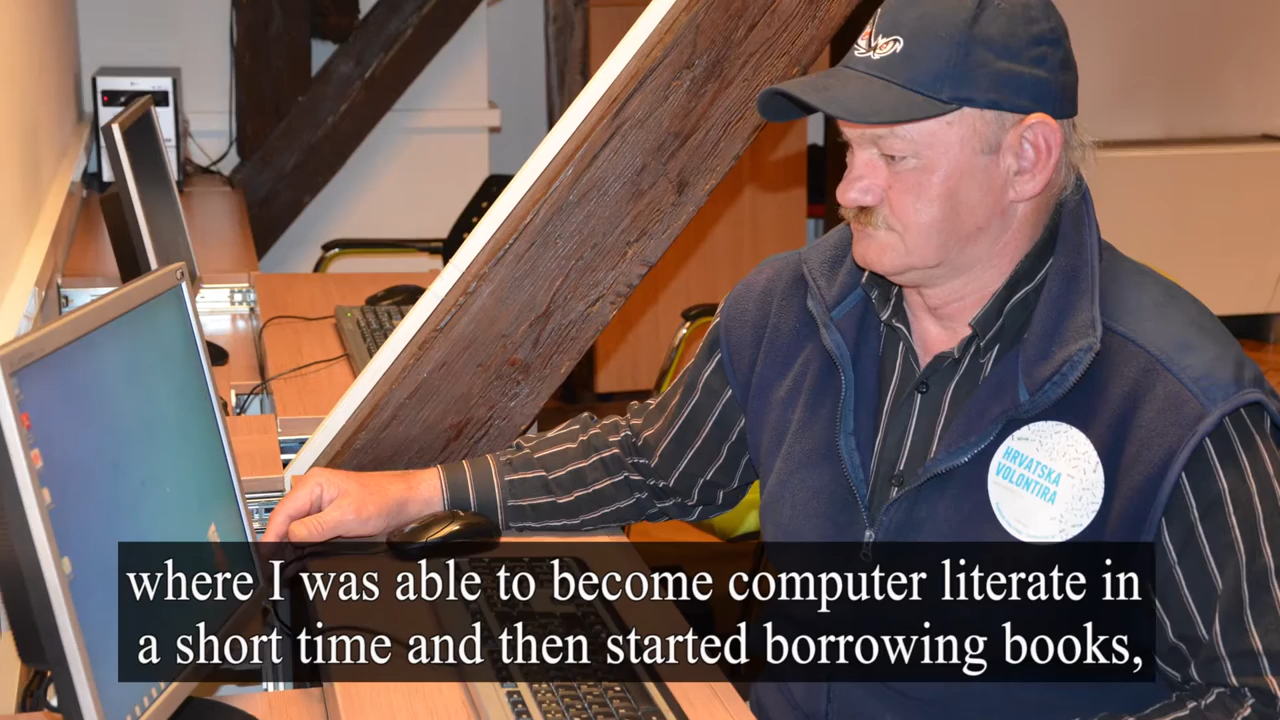 HRVATSKA
VOLONTIRA
where I was able to become computer literate in
a short time and then started borrowing books,